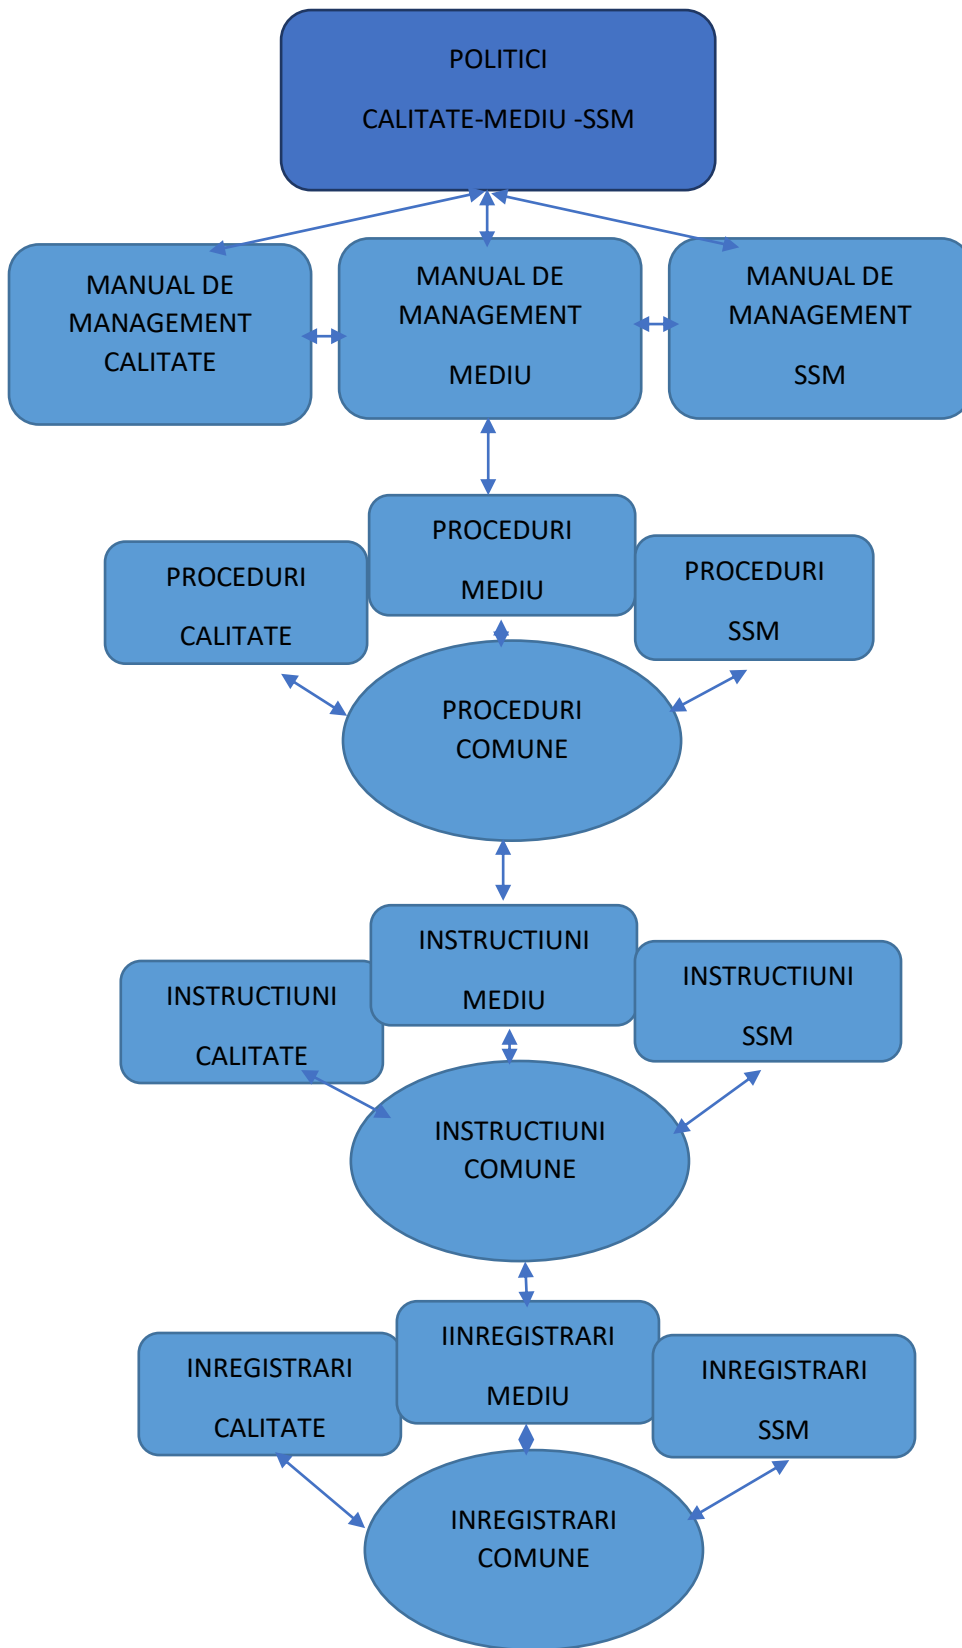 POLITICI
CALITATE-MEDIU -SSM
MANUAL DE
MANAGEMENT
CALITATE
MANUAL DE
MANAGEMENT
MEDIU
MANUAL DE
MANAGEMENT
SSM
PROCEDURI
CALITATE
PROCEDURI
MEDIU
PROCEDURI
SSM
PROCEDURI
COMUNE
INSTRUCTIUNI
CALITATE
INSTRUCTIUNI
MEDIU
INSTRUCTIUNI
SSM
INSTRUCTIUNI
COMUNE
INREGISTRARI
CALITATE
IINREGISTRARI
MEDIU
INREGISTRARI
SSM
INREGISTRARI
COMUNE